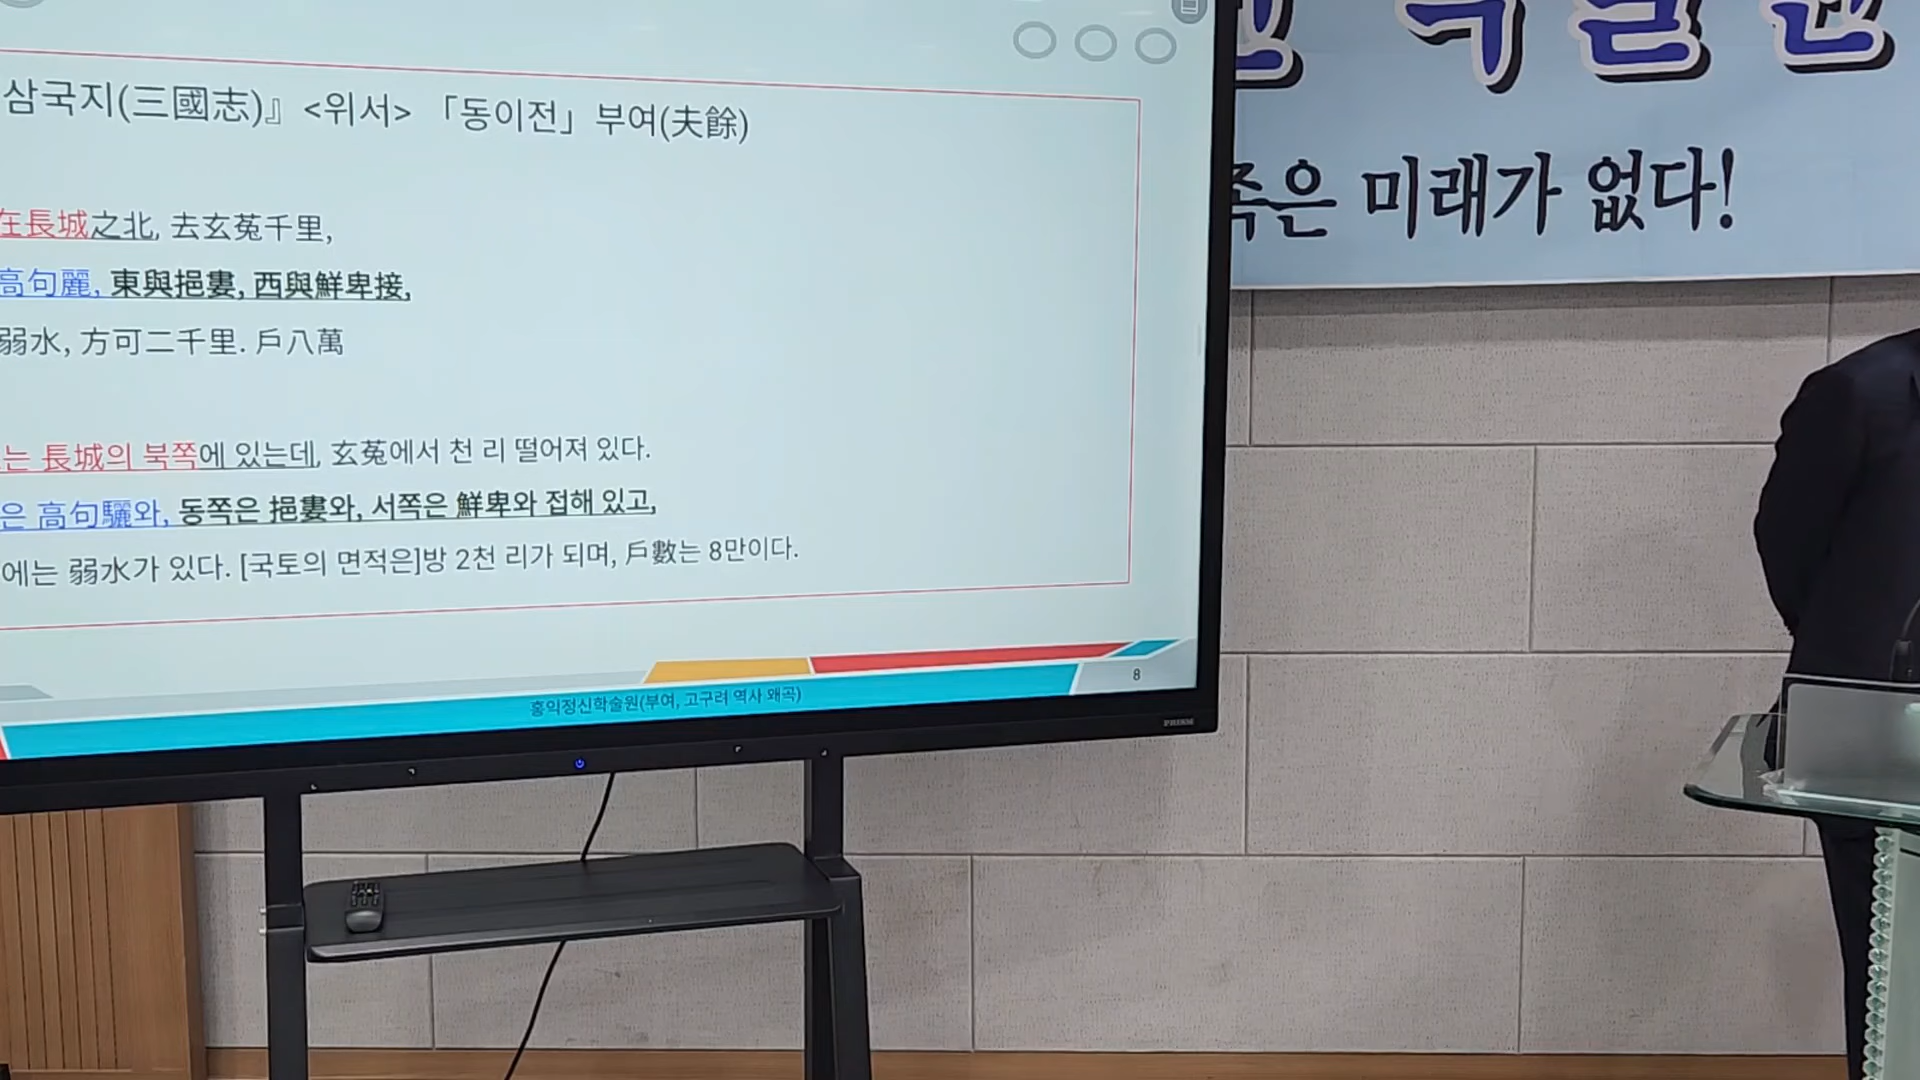 삼국지(三國志)』 <위서> 「동이전」 부여(夫餘)
在長城之北, 去玄菟千里,
高句麗, 東與挹婁, 西與鮮卑接,
弱水, 方可二千里. 戶八萬
는 長城의 북쪽에 있는데, 玄菟에서 천 리 떨어져 있다.
은 高句驪와, 동쪽은 挹婁와, 서쪽은 鮮卑와 접해 있고,
에는 弱水가 있다. [국토의 면적은]방 2천 리가 되며, 戶數는 8만이다.
홍익정신학술원(부여, 고구려 역사 왜곡)
8
PRISM
족은 미래가 없다!